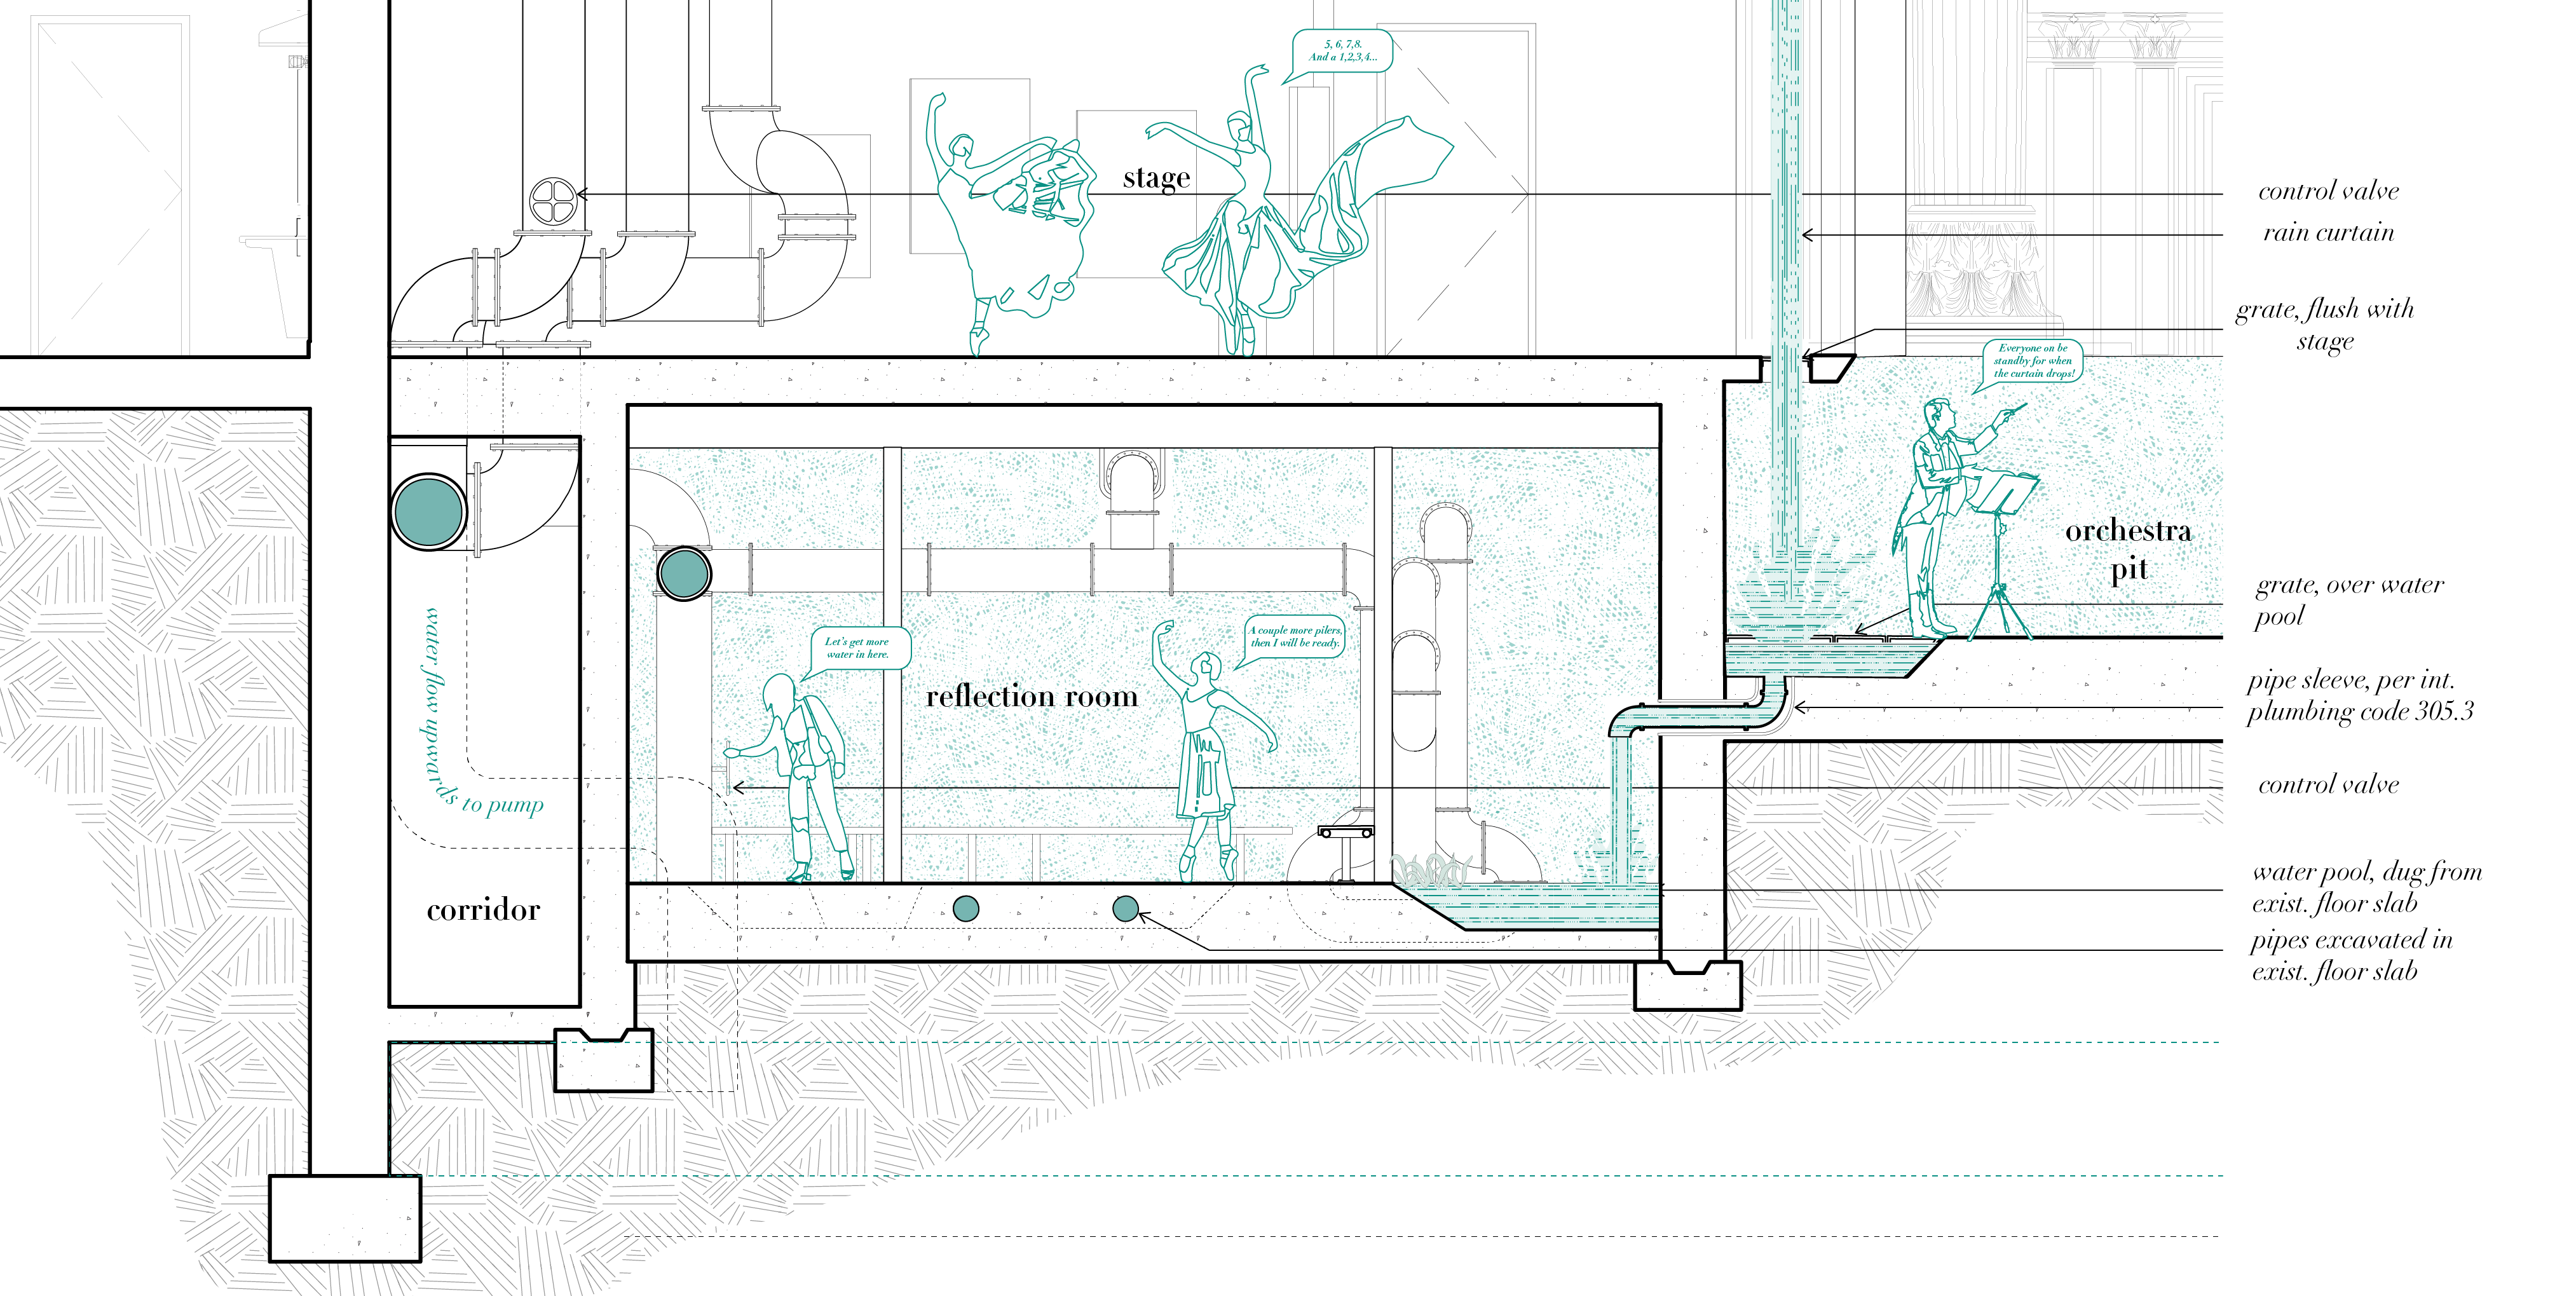 5, 6, 7,8.
And a 1,2,3,4...
stage
control valve
rain curtain
grate, flush with
stage
Everyone on be
standby for when
the curtain drops!
orchestra
pit
grate, over water
pool
water flow upwards to pump
Let's get more
water in here.
A couple more pilers,
then I will be ready.
reflection room
pipe sleeve, per int.
plumbing code 305.3
control valve
corridor
water pool, dug from
exist. floor slab
pipes excavated in
exist. floor slab